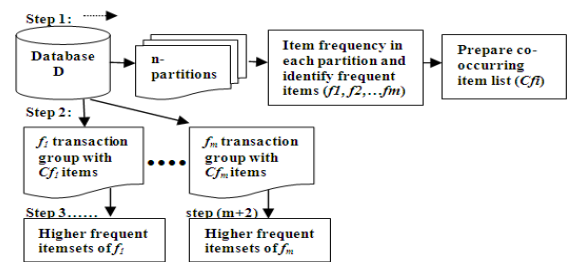 Step 1:
Database
D
n-
partitions
Item frequency in
each partition and
identify frequent
items (f1, f2,...fm)
Prepare co-
occurring
item list (Cfi)
Step 2:
f1 transaction
group with
Cf1 items
fm transaction
group with
Cfm items
Step 3......
step (m+2)
Higher frequent
itemsets of f1
Higher frequent
itemsets of fm